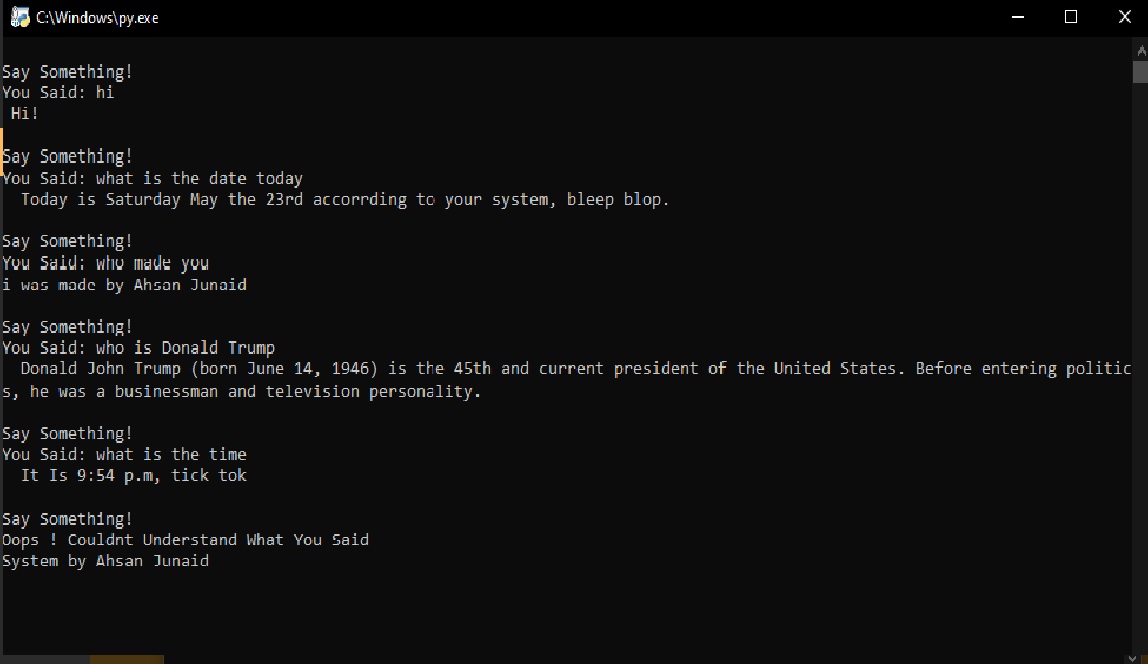 C:\Windows\py.exe
Say Something!
You Said: hi
Hi!
Say Something!
You Said: what is the date today
Today is Saturday May the 23rd accorrding to your system, bleep blop.
Say Something!
You Said: who made you
i was made by Ahsan Junaid
Say Something!
You Said: who is Donald Trump
Donald John Trump (born June 14, 1946) is the 45th and current president of the United States. Before entering politic
s, he was a businessman and television personality.
Say Something!
You Said: what is the time
It Is 9:54 p.m, tick tok
Say Something!
Oops ! Couldnt Understand What You Said
System by Ahsan Junaid